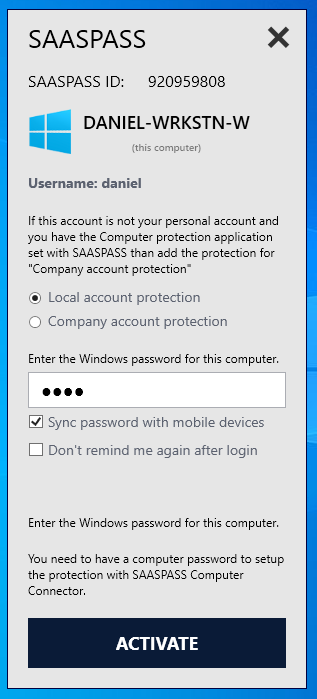 SAASPASS
SAASPASS ID: 920959808
DANIEL-WRKSTN-W
(this computer)
Username: daniel
If this account is not your personal account and
you have the Computer protection application
set with SAASPASS than add the protection for
"Company account protection"
Local account protection
Company account protection
Enter the Windows password for this computer.
Sync password with mobile devices
Don't remind me again after login
Enter the Windows password for this computer.
You need to have a computer password to setup
the protection with SAASPASS Computer
Connector.
ACTIVATE